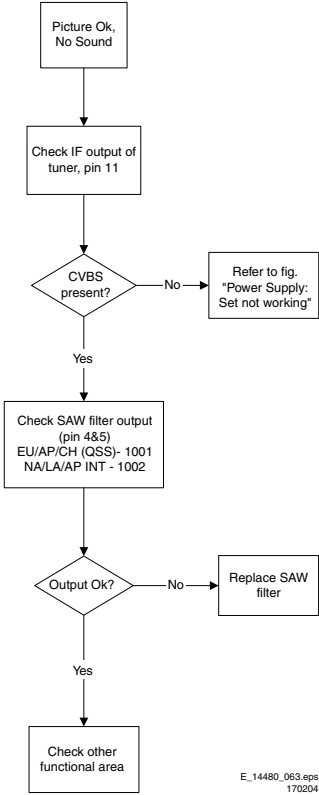 Picture Ok,
No Sound
Check IF output of
tuner, pin 11
CVBS
present?
No
Refer to fig.
"Power Supply:
Set not working"
Yes
Check SAW filter output
(pin 4&5)
EU/AP/CH (QSS)- 1001
NA/LA/AP INT - 1002
Output Ok?
No
Replace SAW
filter
Yes
Check other
functional area
E_14480_063.eps
170204